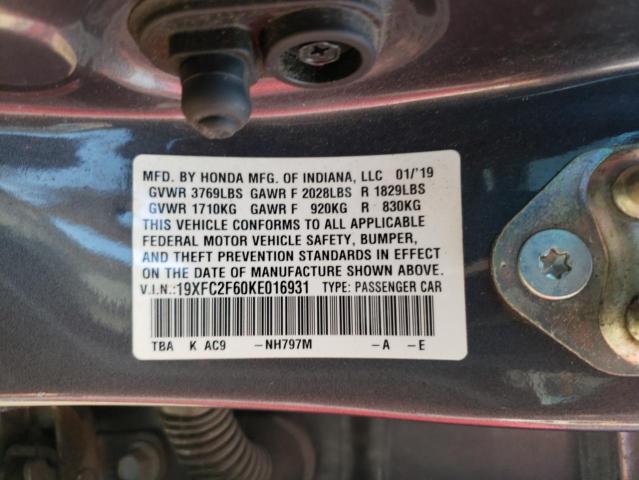 MFD. BY HONDA MFG. OF INDIANA, LLC 01/'19
GVWR 3769LBS GAWR F 2028LBS R 1829LBS
GVWR 1710KG GAWR F 920KG R 830KG
THIS VEHICLE CONFORMS TO ALL APPLICABLE
FEDERAL MOTOR VEHICLE SAFETY, BUMPER,
AND THEFT PREVENTION STANDARDS IN EFFECT
ON THE DATE OF MANUFACTURE SHOWN ABOVE.
V.I.N.:19XFC2F60KE016931 TYPE: PASSENGER CAR
TBA K AC9 -NH797M -A -E